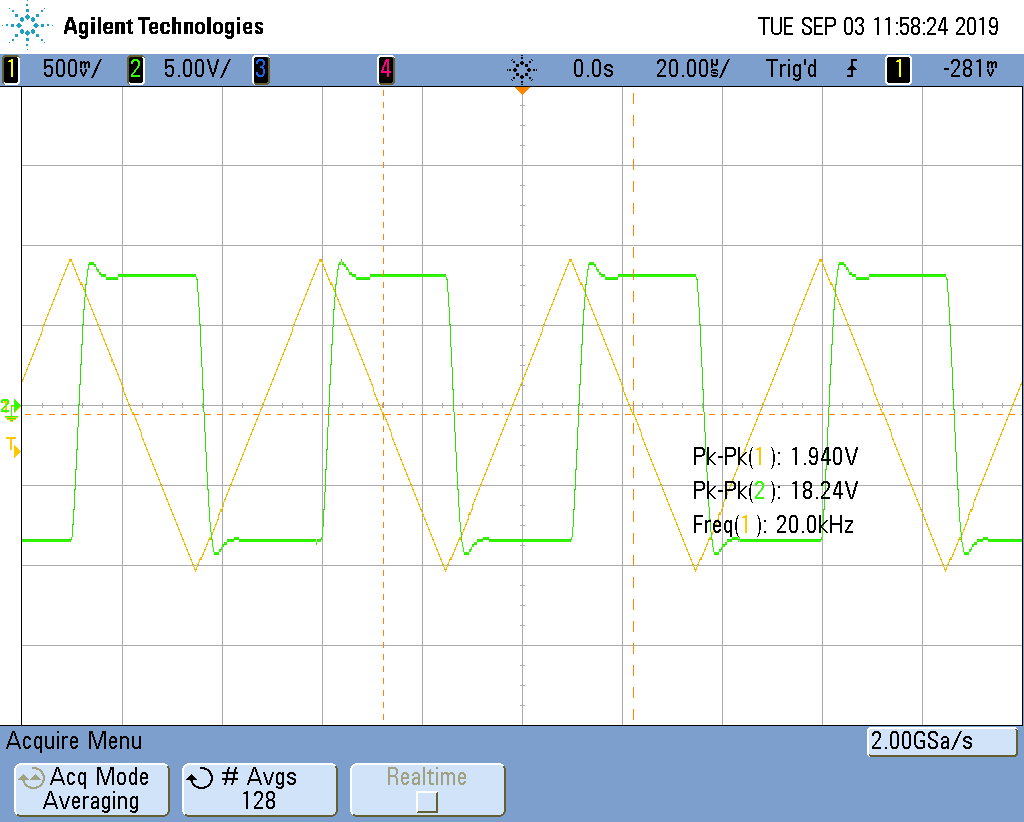 Agilent Technologies TUE SEP 03 11:58:24 2019
1 500mV/ 2 5.00V/ 3 4 0.0s 20.00µs/ Trig'd 1 -281mV
2
T
Pk-Pk(1): 1.940V
Pk-Pk(2): 18.24V
Freq(1): 20.0kHz
Acquire Menu 2.00GSa/s
Acq Mode # Avgs Realtime
Averaging 128